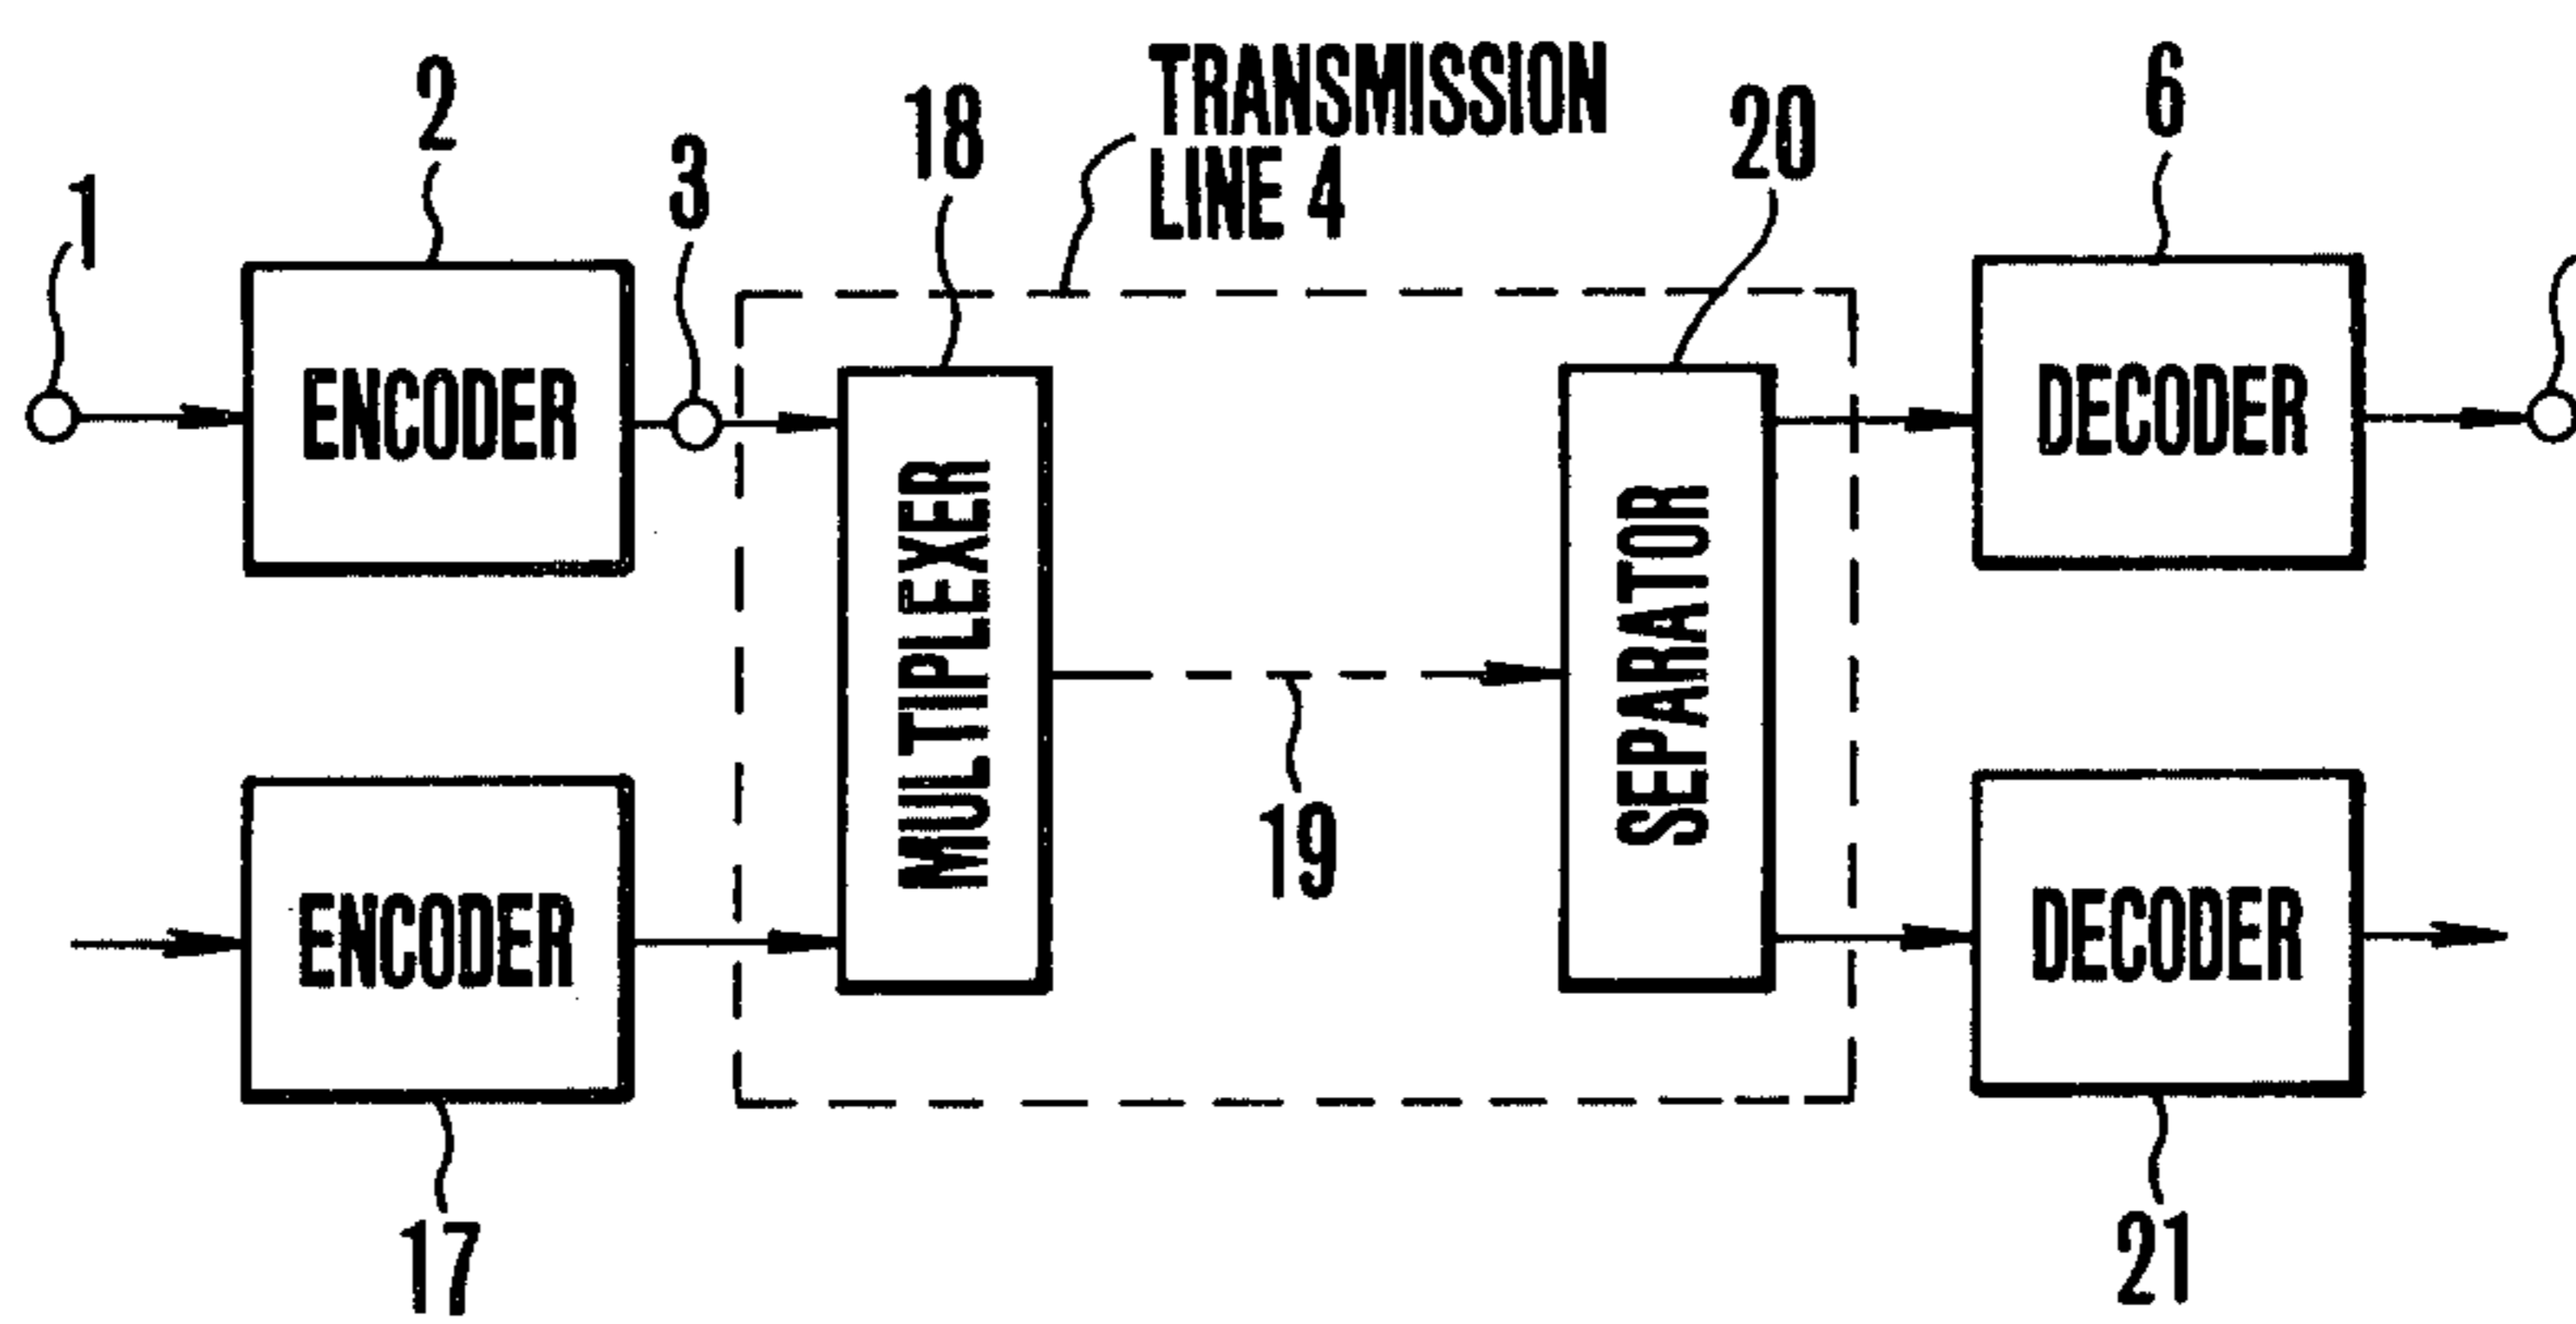 1
2
3
18
TRANSMISSION
LINE 4
20
6
ENCODER
MULTIPLEXER
SEPARATOR
DECODER
19
ENCODER
DECODER
17
21